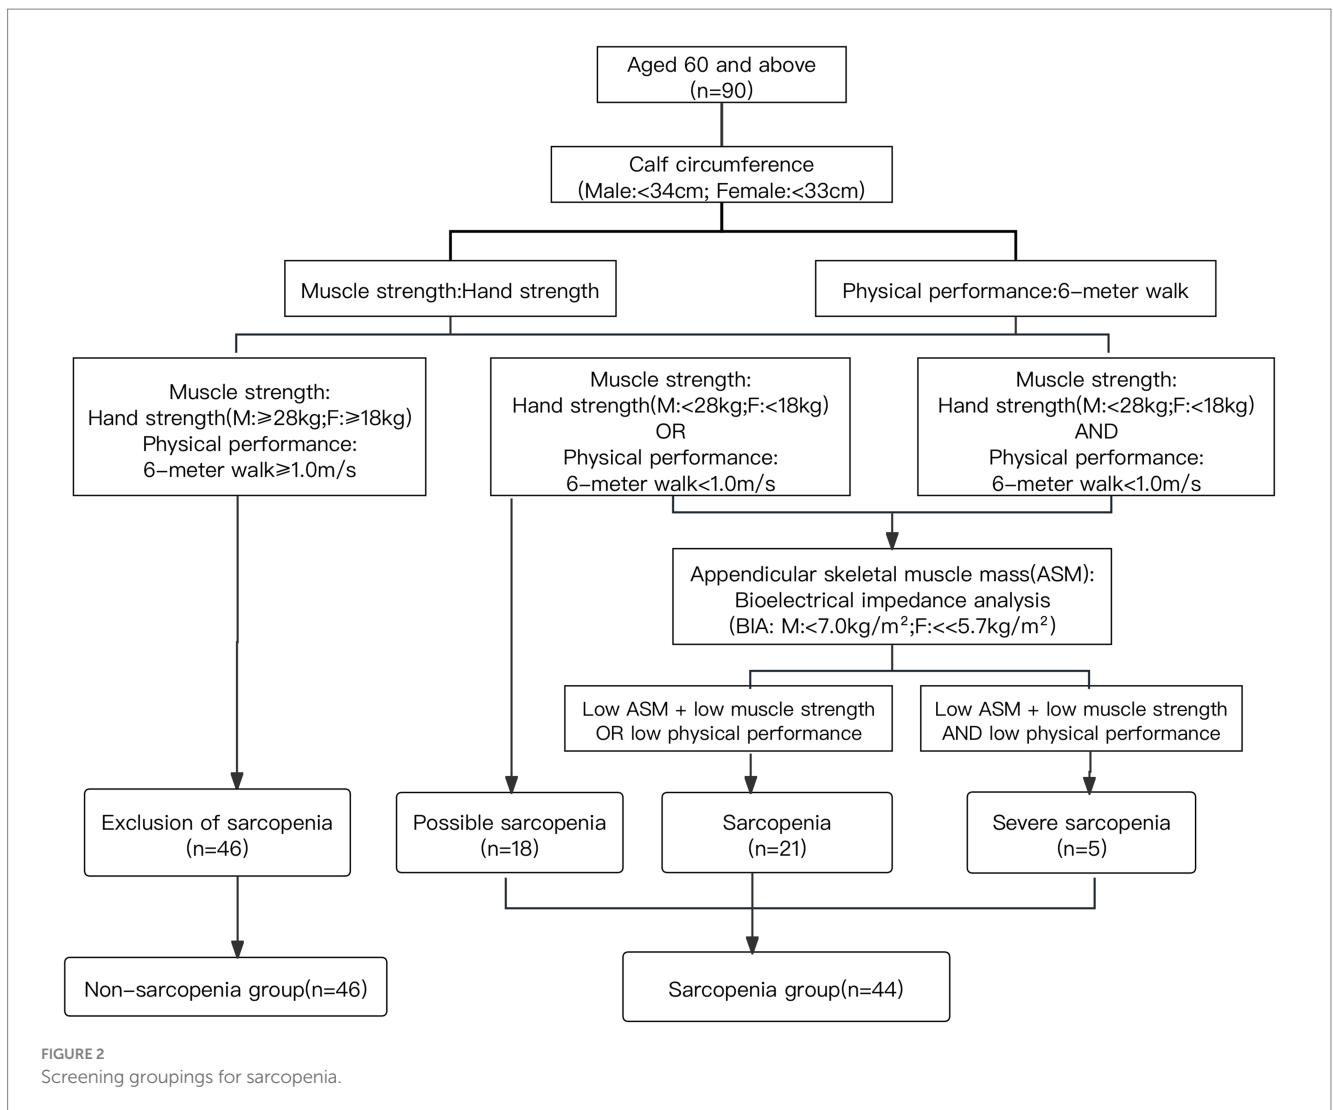 Aged 60 and above
(n=90)
Calf circumference
(Male:<34cm; Female:<33cm)
Muscle strength:Hand strength
Physical performance:6-meter walk
Muscle strength:
Hand strength(M:⩾28kg;F:⩾18kg)
Physical performance:
6-meter walk⩾1.0m/s
Muscle strength:
Hand strength(M:<28kg;F:<18kg)
OR
Physical performance:
6-meter walk<1.0m/s
Muscle strength:
Hand strength(M:<28kg;F:<18kg)
AND
Physical performance:
6-meter walk<1.0m/s
Appendicular skeletal muscle mass(ASM):
Bioelectrical impedance analysis
(BIA: M:<7.0kg/m²;F:<<5.7kg/m²)
Low ASM + low muscle strength
OR low physical performance
Low ASM + low muscle strength
AND low physical performance
Exclusion of sarcopenia
(n=46)
Possible sarcopenia
(n=18)
Sarcopenia
(n=21)
Severe sarcopenia
(n=5)
Non-sarcopenia group(n=46)
Sarcopenia group(n=44)
FIGURE 2
Screening groupings for sarcopenia.